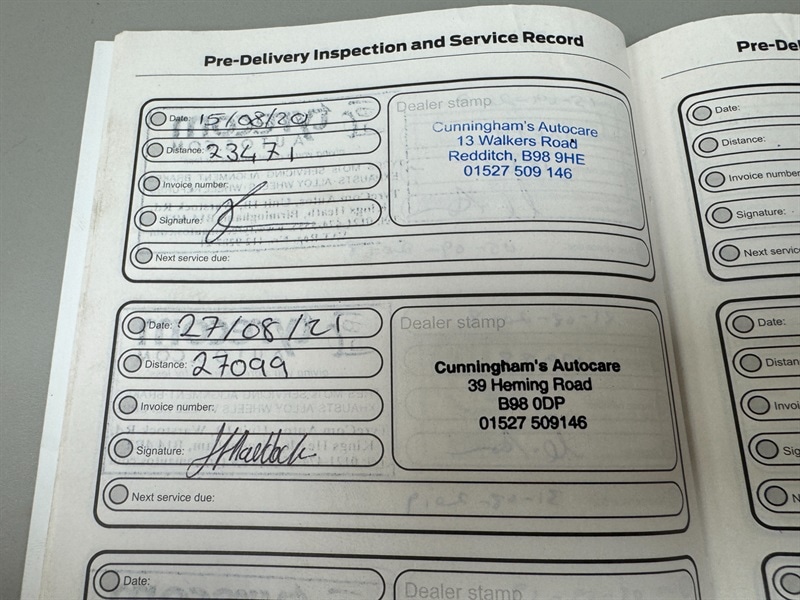 Pre-Delivery Inspection and Service Record
Date: 15/08/20
Distance: 23471
Invoice number:
Signature:
Next service due:
Dealer stamp
Cunningham's Autocare
13 Walkers Road
Redditch, B98 9HE
01527 509 146
Date: 27/08/21
Distance: 27099
Invoice number:
Signature:
Next service due:
Dealer stamp
Cunningham's Autocare
39 Heming Road
B98 0DP
01527 509146
Date:
Dealer stamp
Pre-Del
Date:
Distance:
Invoice number
Signature:
Next servic
Date:
Distan
Invoi
Sig
N